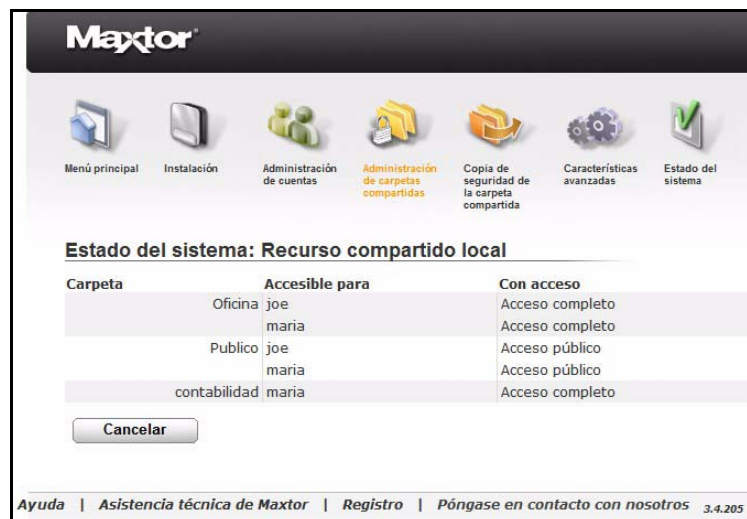 Maxtor
Menú principal
Instalación
Administración
de cuentas
Administración
de carpetas
compartidas
Copia de
seguridad de
la carpeta
compartida
Características
avanzadas
Estado del
sistema
Estado del sistema: Recurso compartido local
Carpeta Accesible para Con acceso
Oficina joe Acceso completo
maria Acceso completo
Publico joe Acceso público
maria Acceso público
contabilidad maria Acceso completo
Cancelar
Ayuda | Asistencia técnica de Maxtor | Registro | Póngase en contacto con nosotros 3.4.205